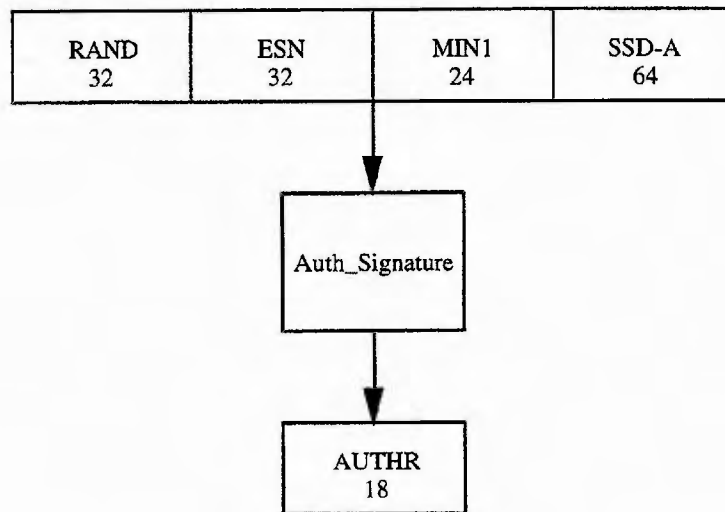 RAND
32
ESN
32
MIN1
24
SSD-A
64
Auth_Signature
AUTHR
18